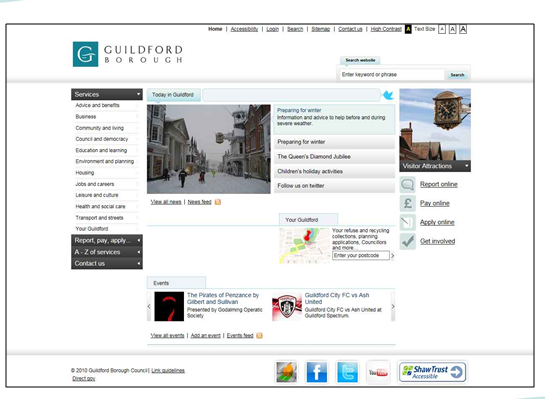 Home | Accessibility | Login | Search | Sitemap | Contact us | High Contrast A Text Size A A A
GUILDFORD
BOROUGH
Search website
Enter keyword or phrase
Search
Services
Advice and benefits
Business
Community and living
Council and democracy
Education and learning
Environment and planning
Housing
Jobs and careers
Leisure and culture
Health and social care
Transport and streets
Your Guildford
Report, pay, apply...
A - Z of services
Contact us
Today in Guildford
Preparing for winter
Information and advice to help before and during
severe weather.
Preparing for winter
The Queen's Diamond Jubilee
Children's holiday activities
Follow us on twitter
View all news | News feed
Visitor Attractions
Report online
Pay online
Apply online
Get involved
Your Guildford
Your refuse and recycling
collections, planning
applications, Councillors
and more...
Enter your postcode
Events
The Pirates of Penzance by
Gilbert and Sullivan
Presented by Godalming Operatic
Society
Guildford City FC vs Ash
United
Guildford City FC vs Ash United at
Guildford Spectrum.
View all events | Add an event | Events feed
© 2010 Guildford Borough Council | Link guidelines
Direct gov
You Tube
Shaw Trust
Accessible